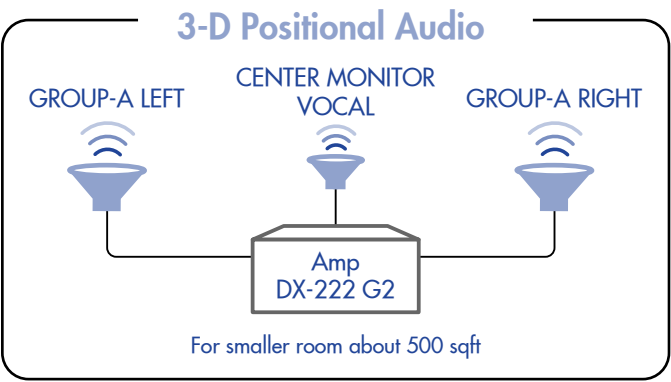 3-D Positional Audio
GROUP-A LEFT
CENTER MONITOR
VOCAL
GROUP-A RIGHT
Amp
DX-222 G2
For smaller room about 500 sqft